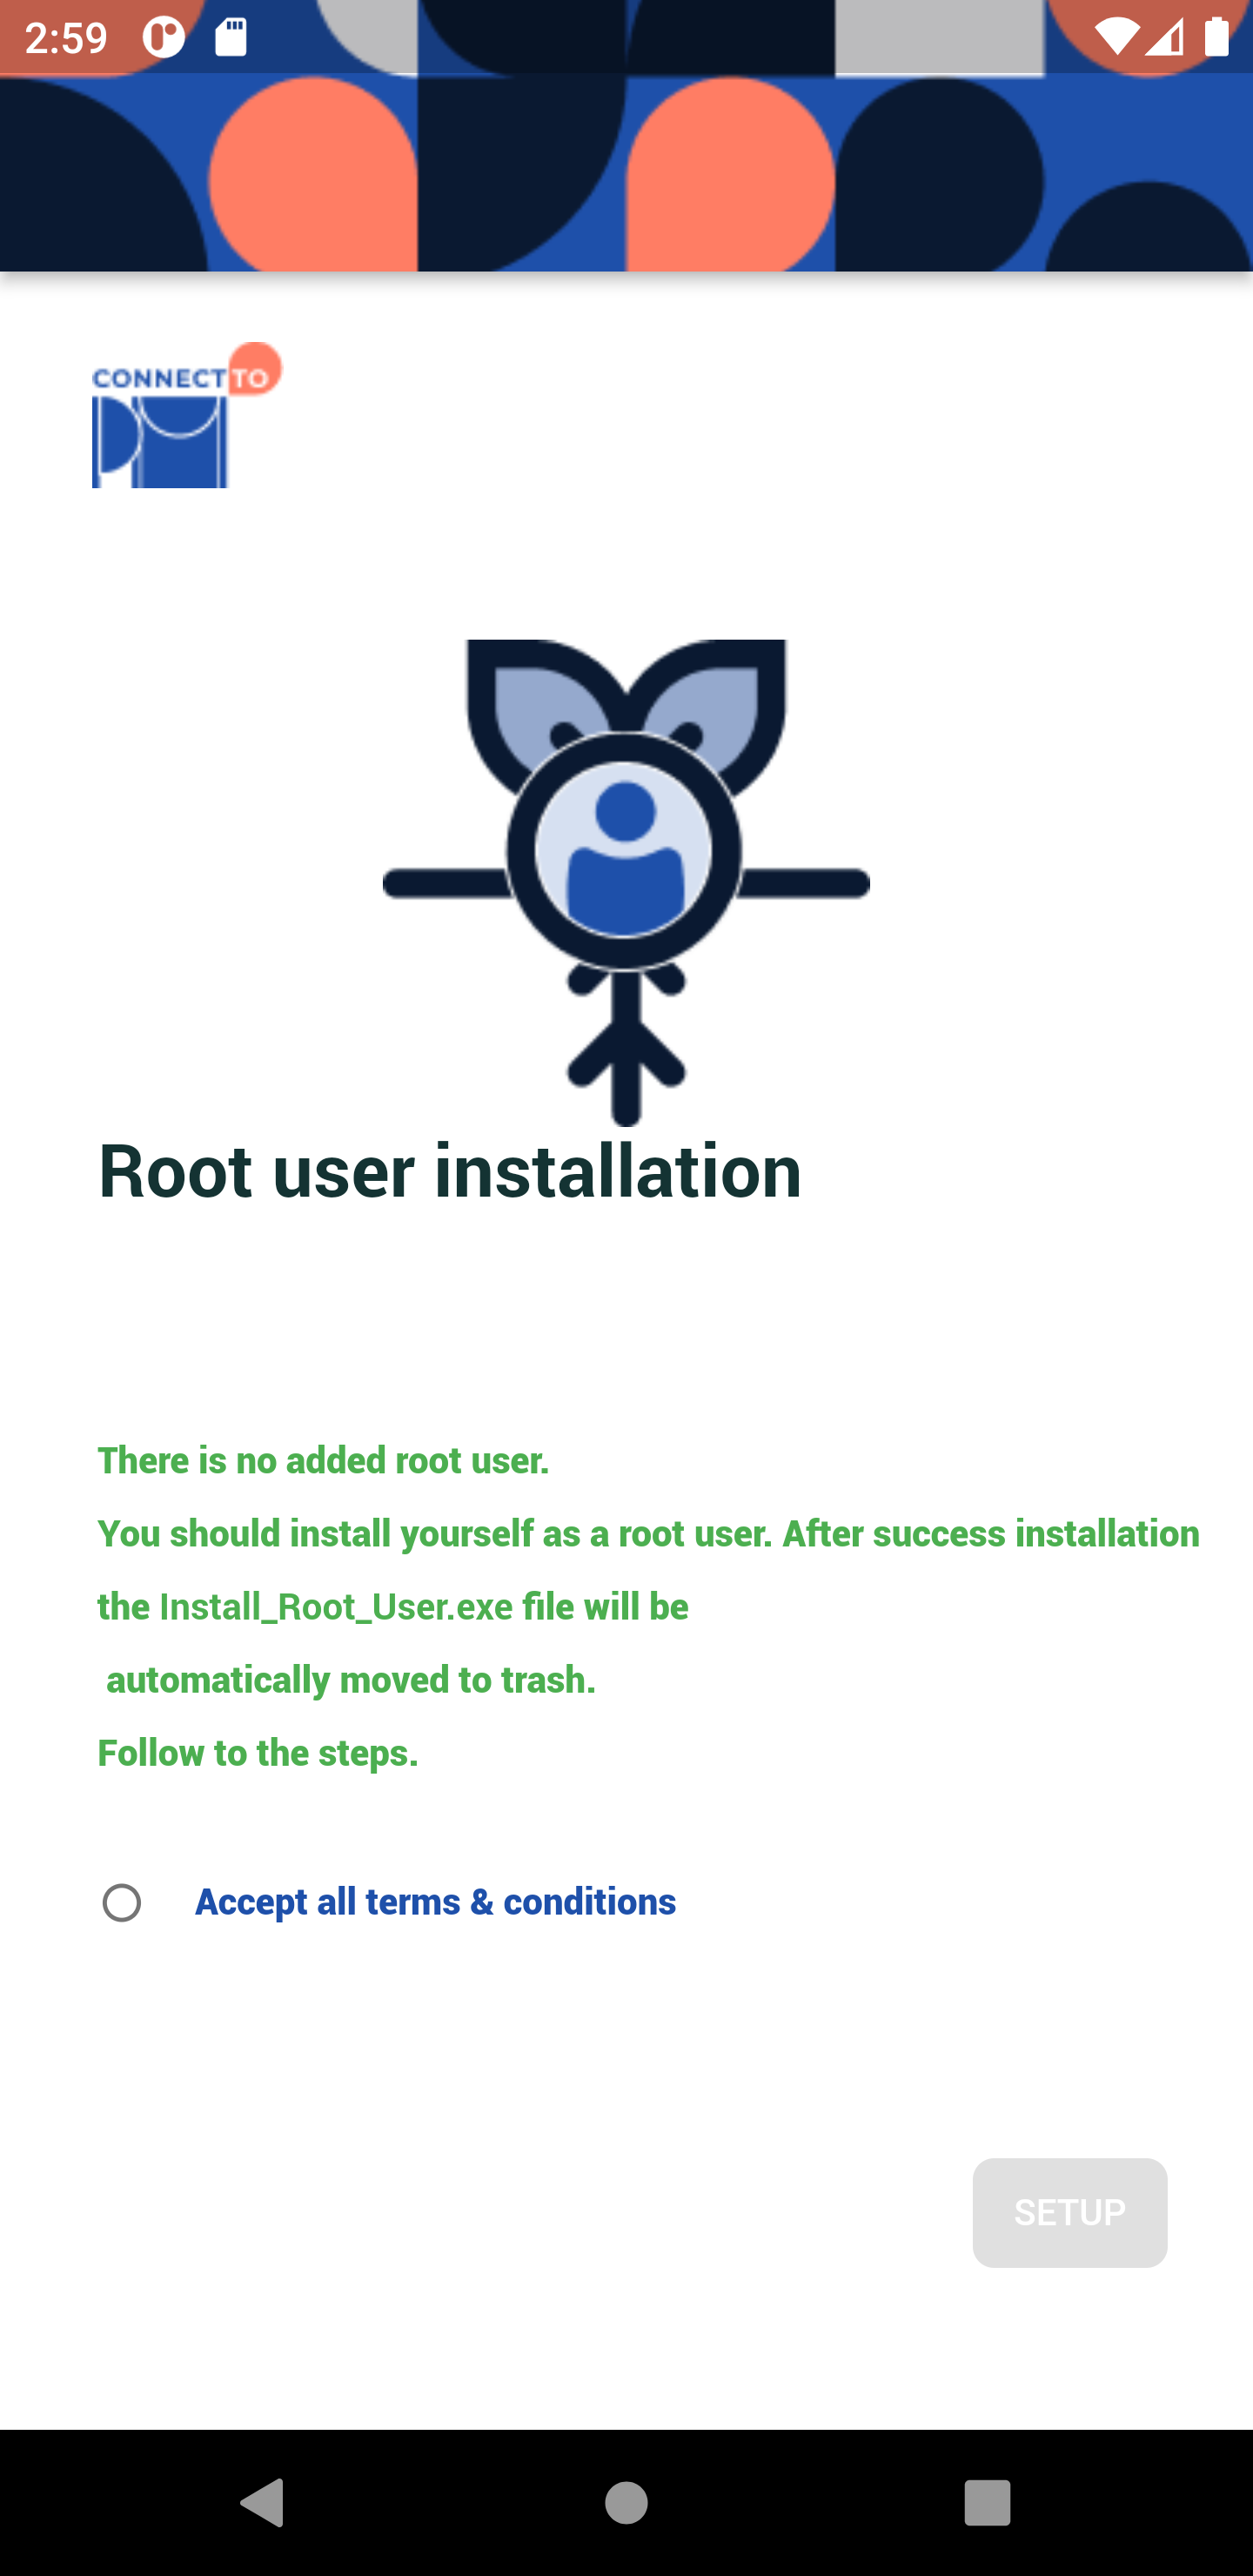 2:59
CONNECT TO
Root user installation
There is no added root user.
You should install yourself as a root user. After success installation
the Install_Root_User.exe file will be
automatically moved to trash.
Follow to the steps.
Accept all terms & conditions
SETUP